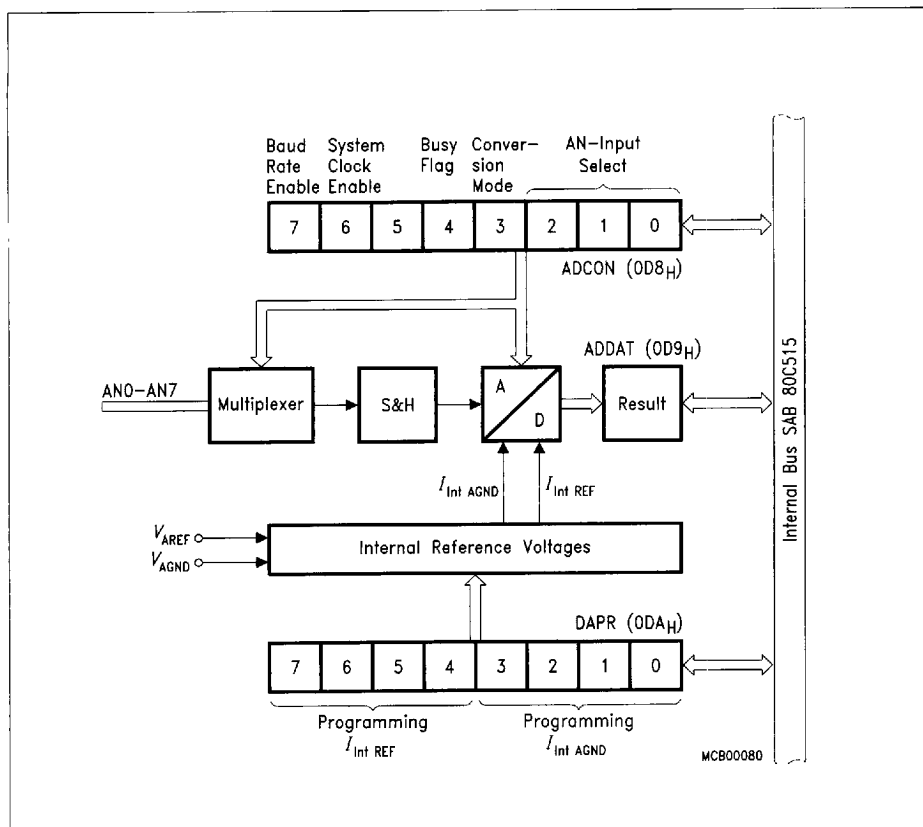 Baud Rate Enable
System Clock Enable
Busy Flag
Conver- sion Mode
AN-Input Select
7 6 5 4 3 2 1 0
ADCON (0D8H)
ADDAT (0D9H)
AN0-AN7
Multiplexer
S&H
A
D
Result
IInt AGND
IInt REF
VAREF
VAGND
Internal Reference Voltages
DAPR (0DAH)
7 6 5 4 3 2 1 0
Programming
IInt REF
Programming
IInt AGND
MCB00080
Internal Bus SAB 80C515